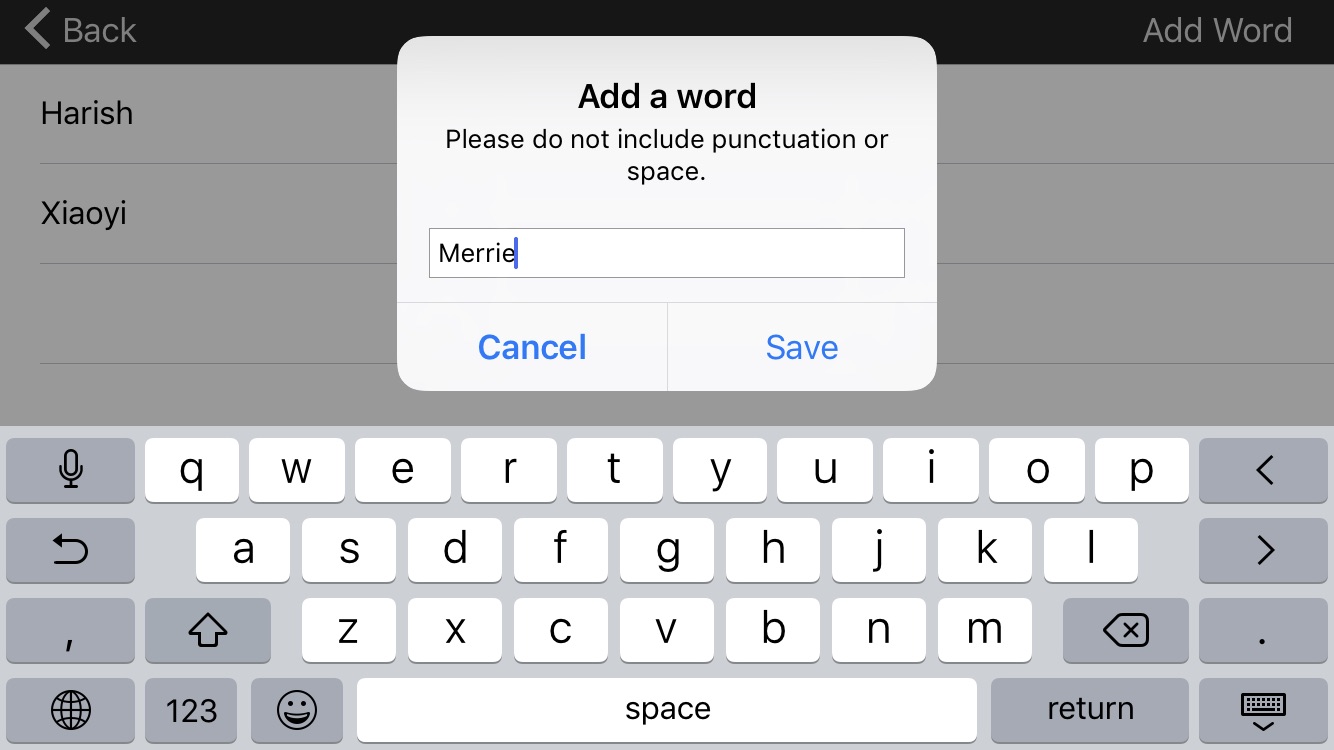 Back
Add Word
Harish
Xiaoyi
Add a word
Please do not include punctuation or
space.
Merrie
Cancel
Save
q w e r t y u i o p <
a s d f g h j k l >
, z x c v b n m .
123 space return